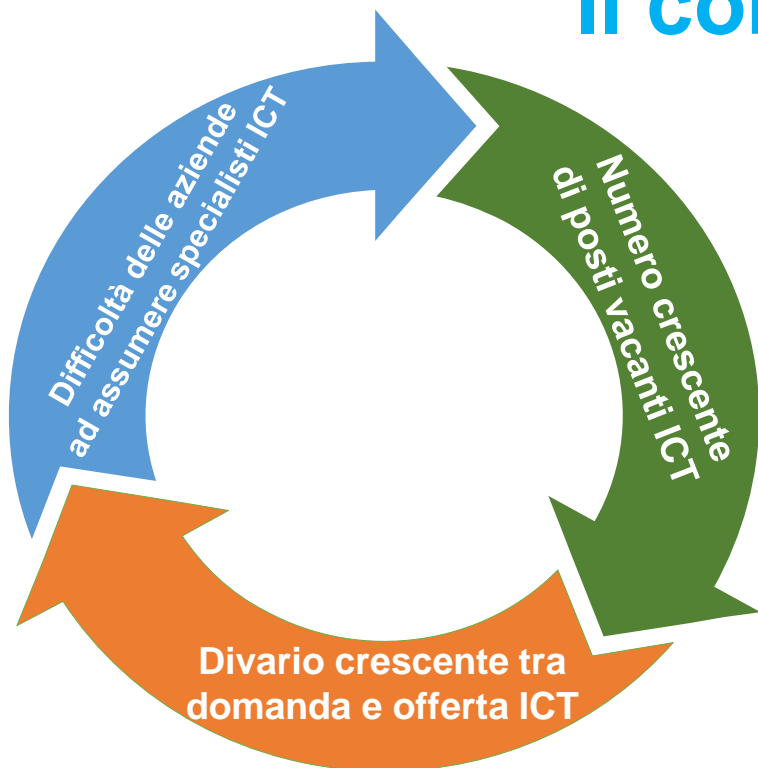 Il
Difficoltà delle aziende
ad assumere specialisti ICT
Numero crescente
di posti vacanti ICT
Divario crescente tra
domanda e offerta ICT